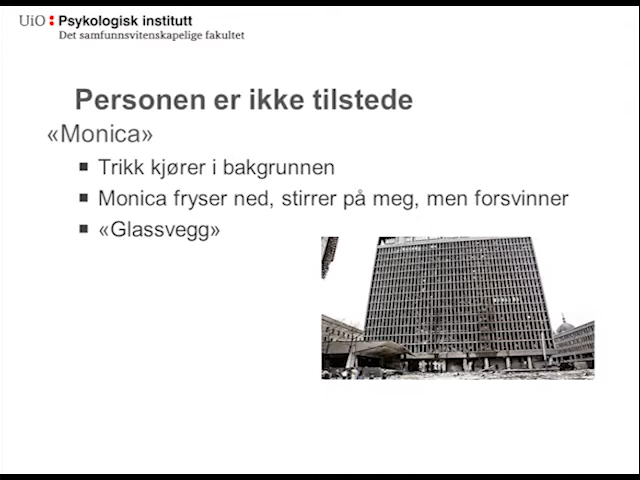 UiO Psykologisk institutt
Det samfunnsvitenskapelige fakultet
Personen er ikke tilstede
«Monica»
Trikk kjører i bakgrunnen
Monica fryser ned, stirrer på meg, men forsvinner
«Glassvegg»